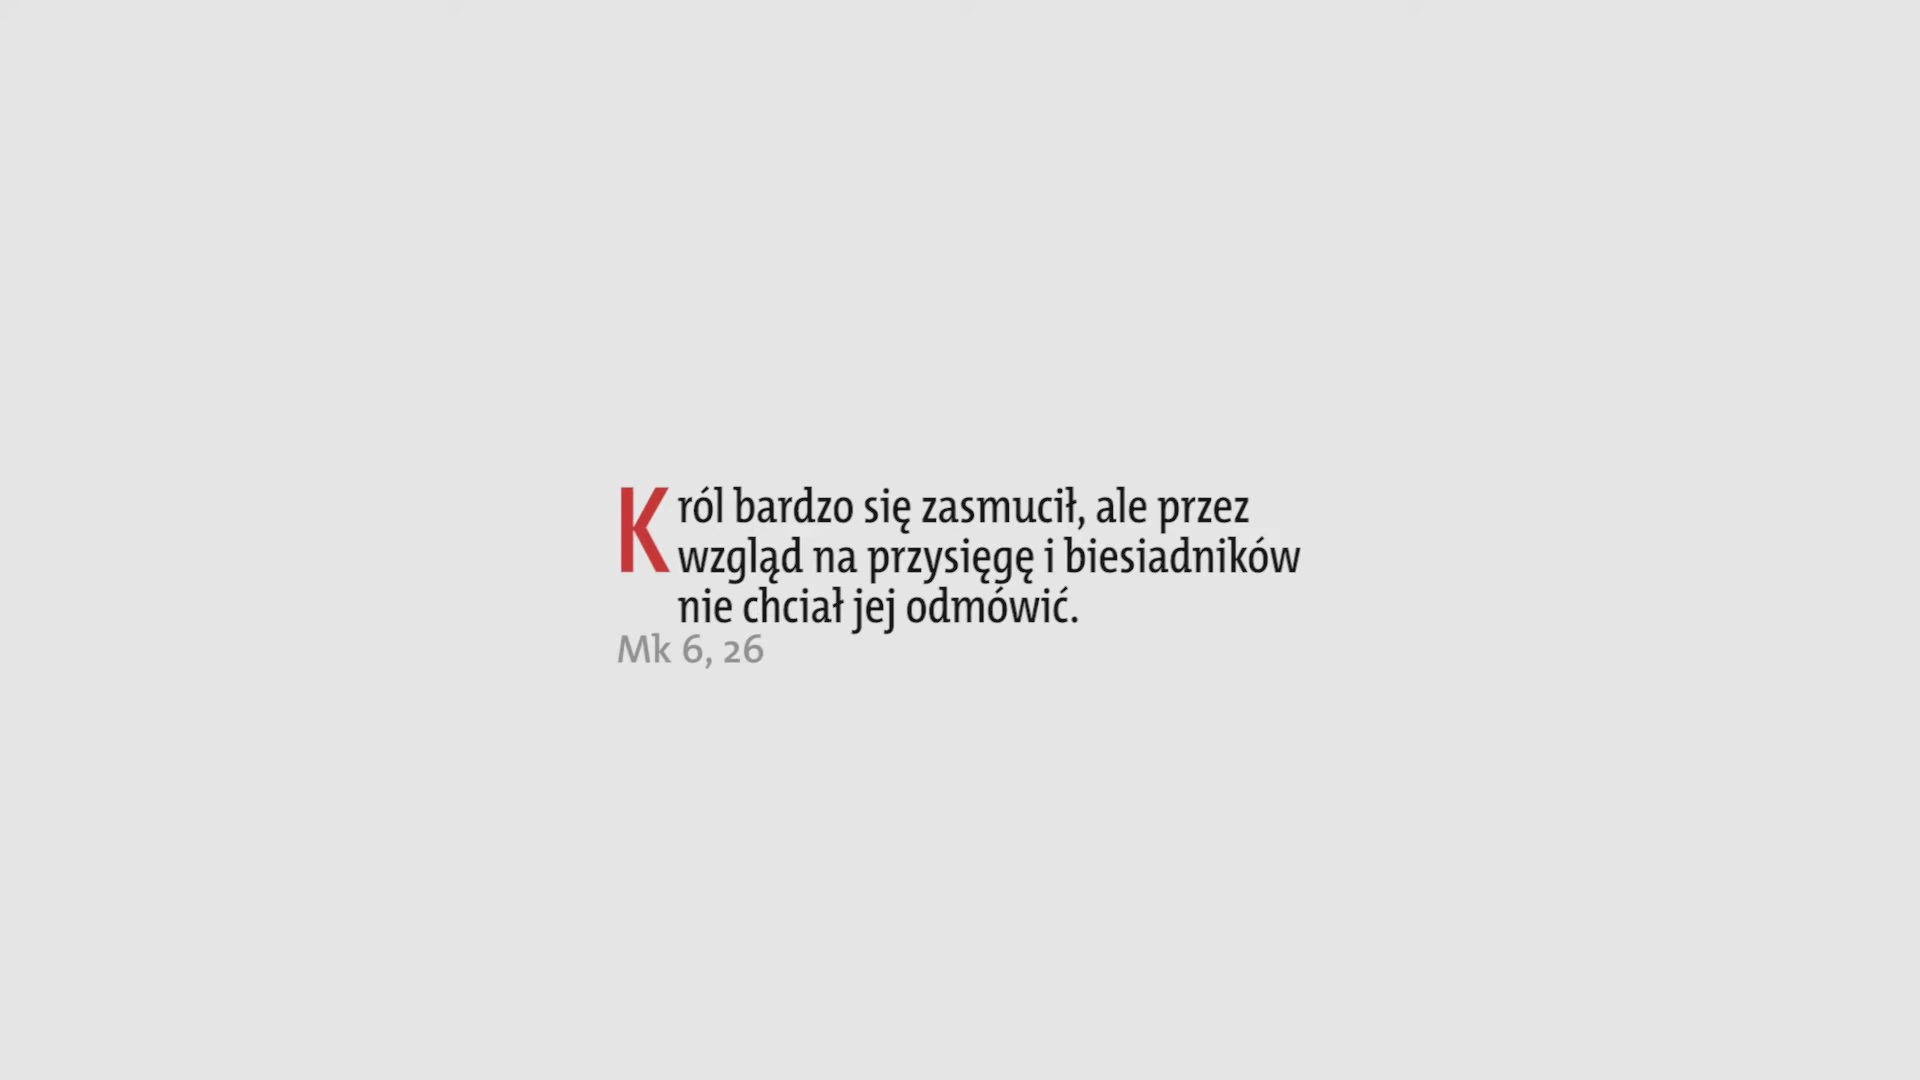 Król bardzo się zasmucił, ale przez
wzgląd na przysięgę i biesiadników
nie chciał jej odmówić.
Mk 6, 26